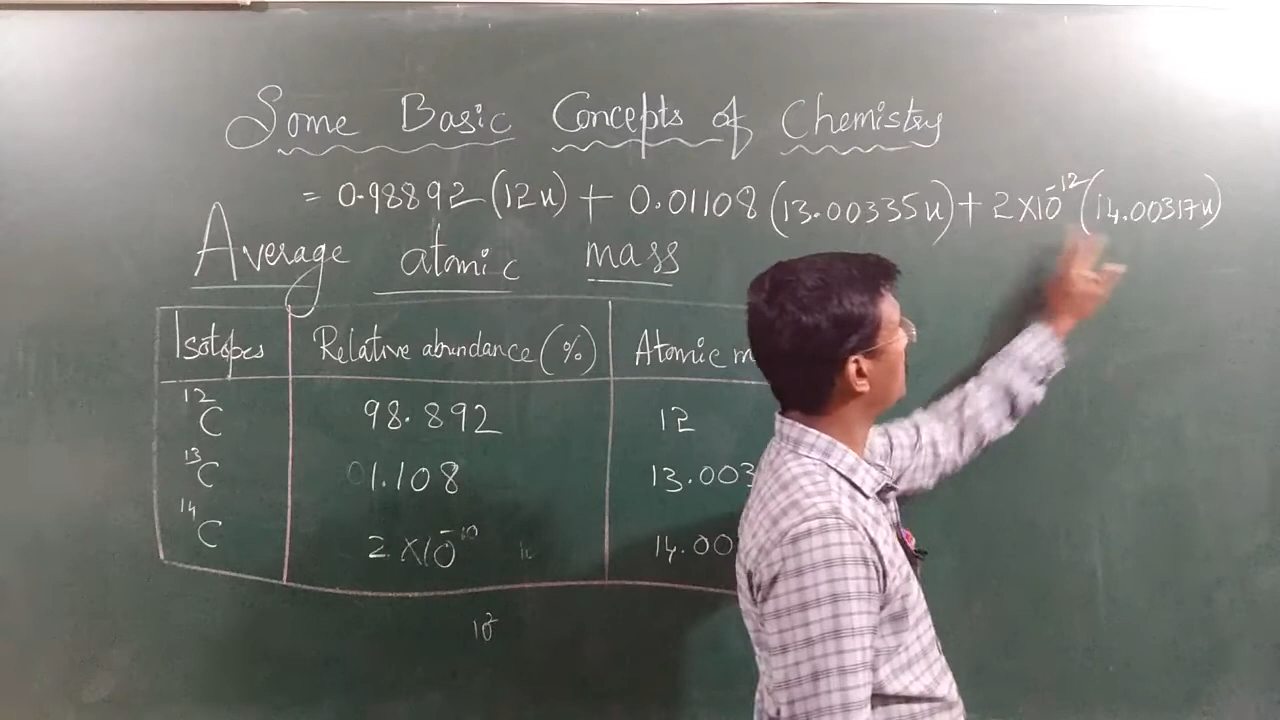 Some Basic Concepts of Chemistry
= 0.98892 (12u) + 0.01108 (13.00335u) + 2×10⁻¹² (14.00317u)
Average atomic mass
Isotopes Relative abundance (%) Atomic m
¹²C 98.892 12
¹³C 01.108 13.003
¹⁴C 2×10⁻¹⁰ 14.00
10²